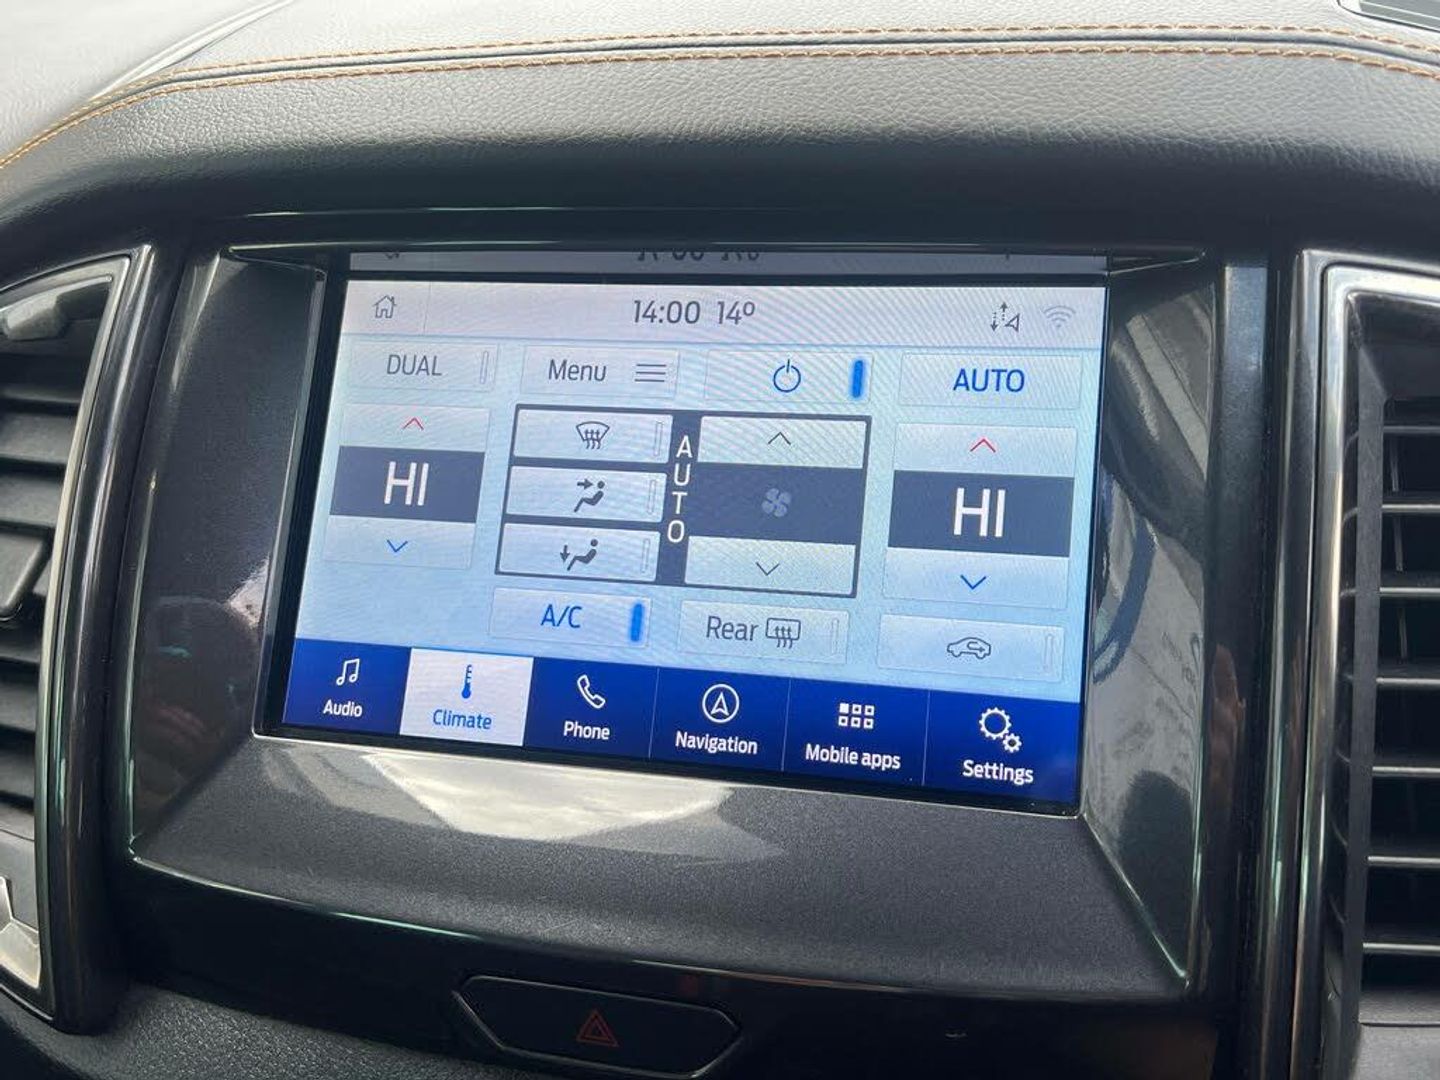 14:00 14º
DUAL
Menu
AUTO
HI
AUTO
HI
A/C
Rear
Audio
Climate
Phone
Navigation
Mobile apps
Settings